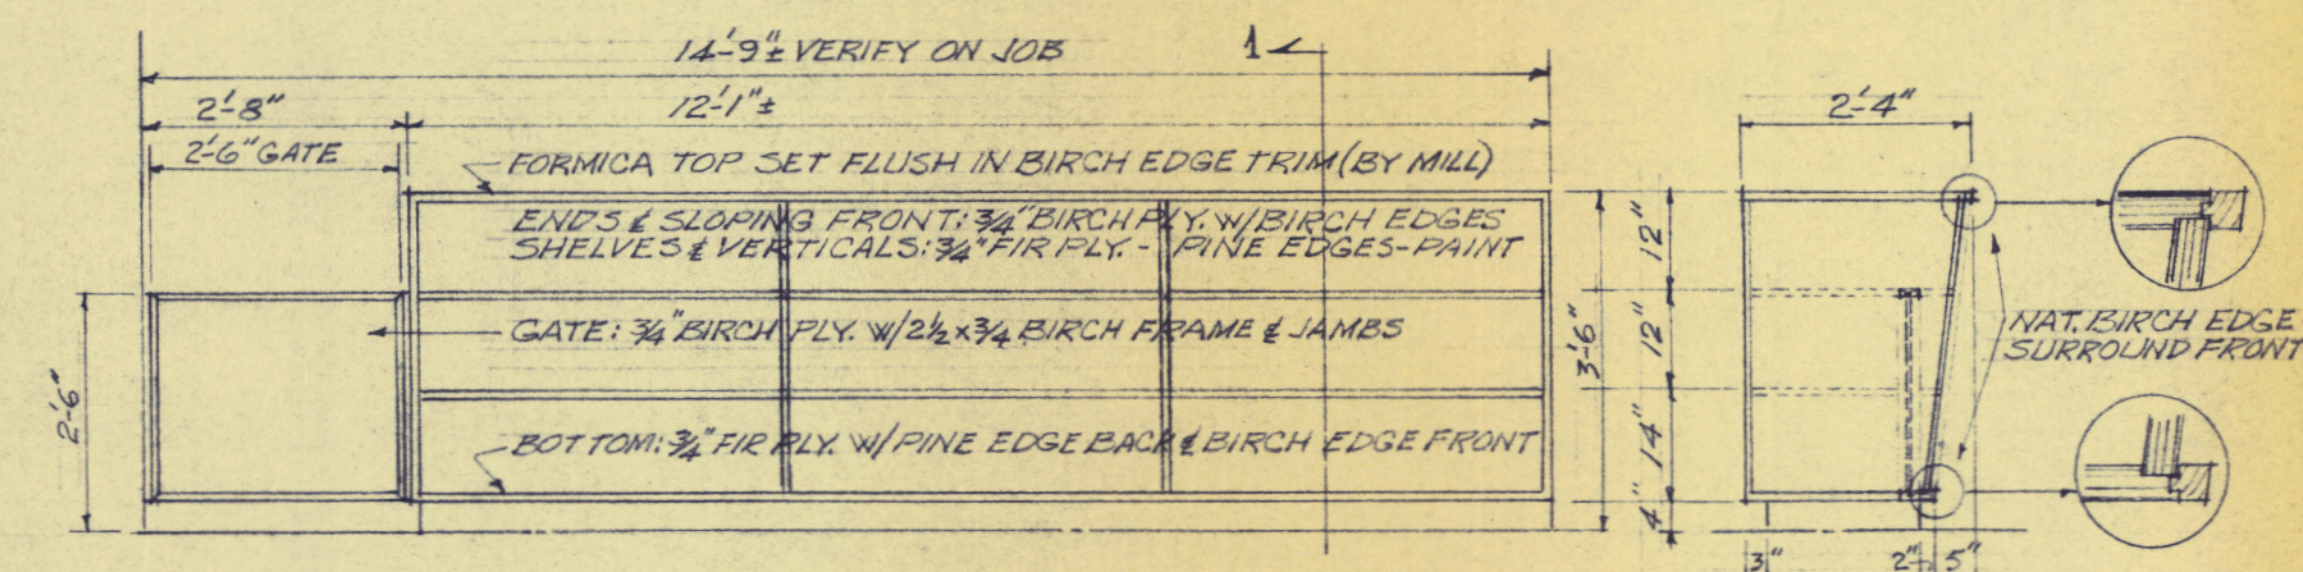 14'-9"± VERIFY ON JOB
1
2'-8"
12'-1"±
2'-4"
2'-6" GATE
FORMICA TOP SET FLUSH IN BIRCH EDGE TRIM (BY MILL)
ENDS & SLOPING FRONT: 3/4" BIRCH PLY. W/BIRCH EDGES
SHELVES & VERTICALS: 3/4" FIR PLY. - PINE EDGES-PAINT
12"
GATE: 3/4" BIRCH PLY. W/2 1/2 x 3/4 BIRCH FRAME & JAMBS
3'-6"
12"
NAT. BIRCH EDGE
SURROUND FRONT
2'-6"
BOTTOM: 3/4" FIR PLY. W/PINE EDGE BACK & BIRCH EDGE FRONT
14"
4"
3"
2"
5"